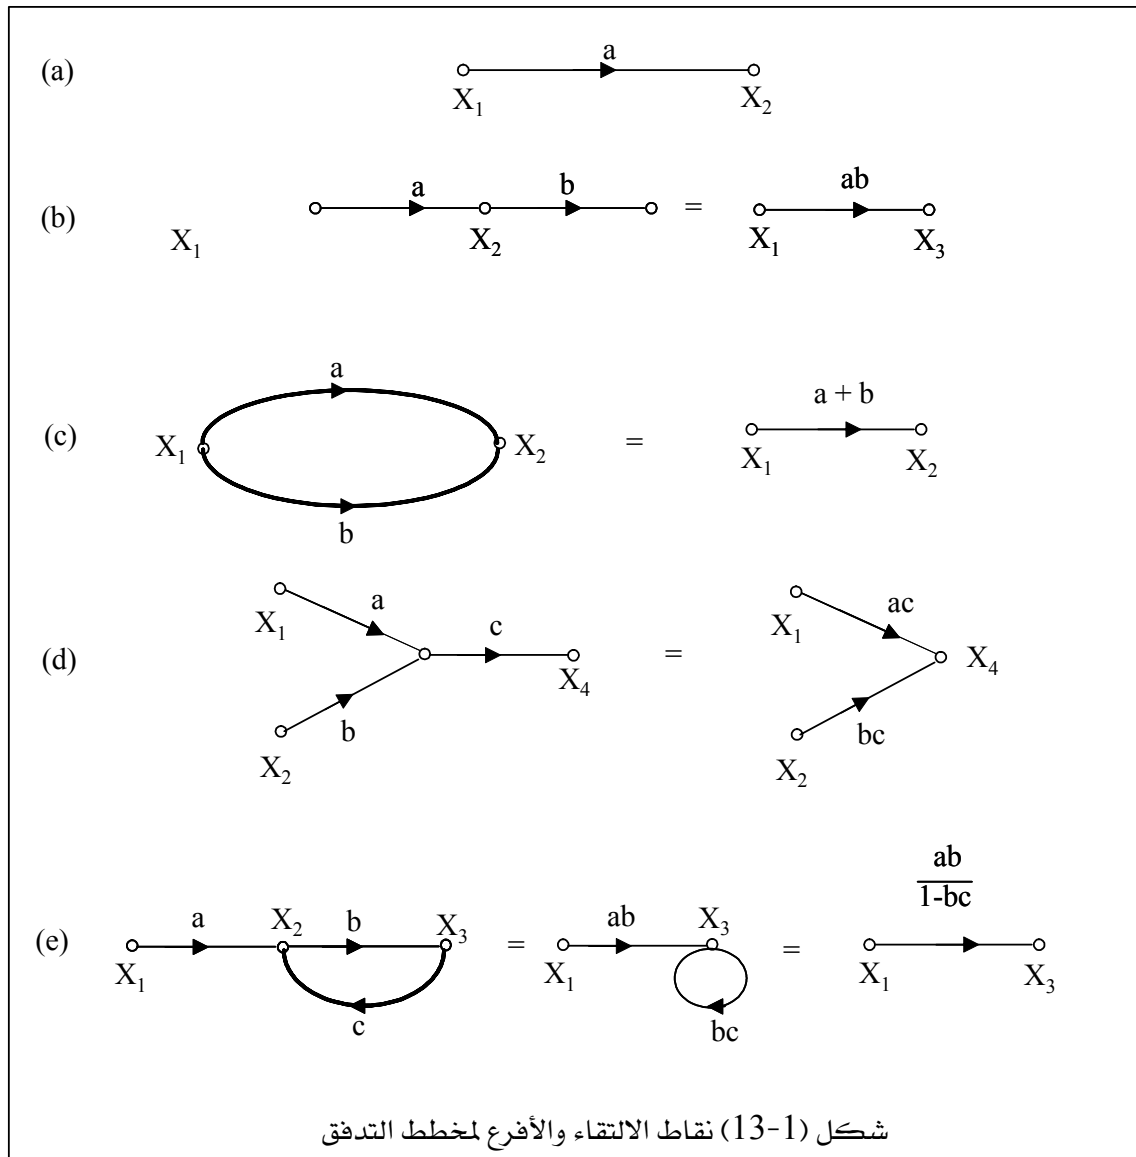 (a) a
X₁ X₂
(b) a b = ab
X₁ X₂ X₁ X₃
a
(c) X₁ X₂ = a + b
X₁ X₂
b
(d) X₁ a c = X₁ ac
X₄ X₄
X₂ b X₂ bc
(e) a X₂ b X₃ = ab X₃ = ab
1-bc
X₁ c X₁ bc X₁ X₃
شكل (1-13) نقاط الالتقاء والأفرع لمخطط التدفق